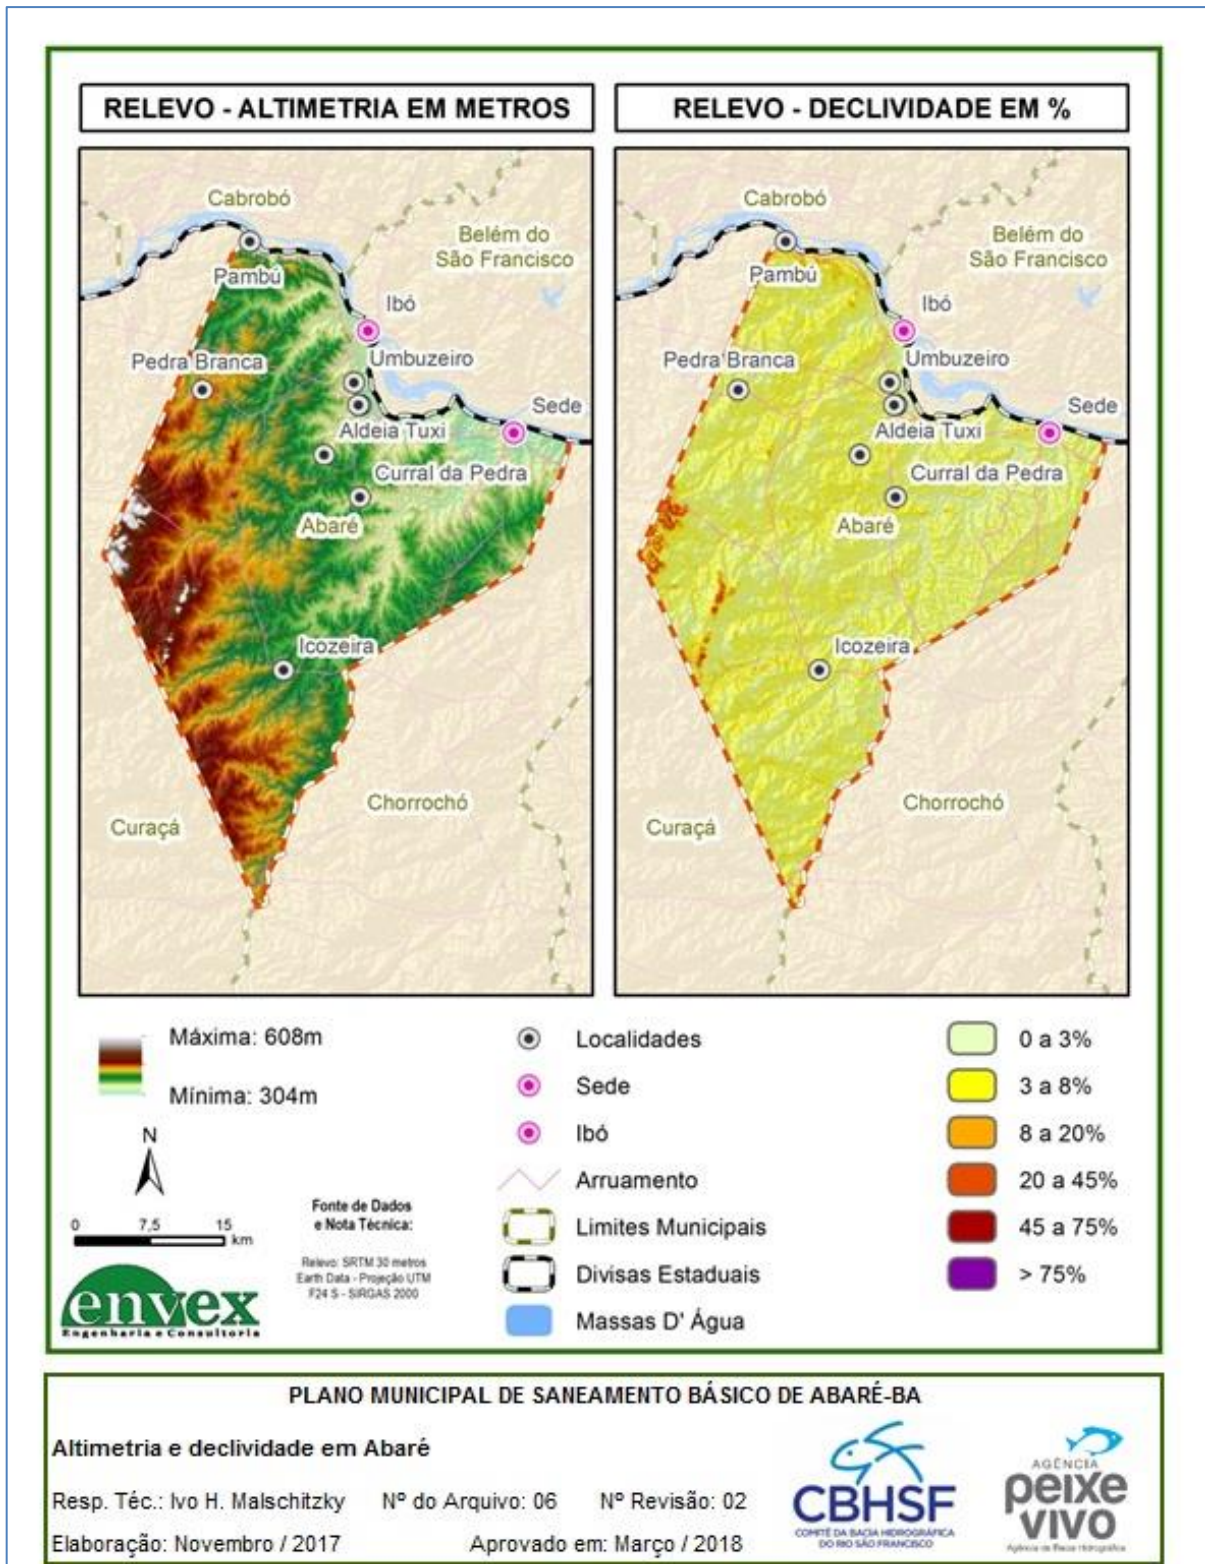 RELEVO - ALTIMETRIA EM METROS
Cabrobó
Belém do
São Francisco
Pambú
Ibó
Pedra Branca
Umbuzeiro
Sede
Aldeia Tuxi
Curral da Pedra
Abaré
Icozeira
Chorrochó
Curaçá
RELEVO - DECLIVIDADE EM %
Cabrobó
Belém do
São Francisco
Pambú
Ibó
Pedra Branca
Umbuzeiro
Sede
Aldeia Tuxi
Curral da Pedra
Abaré
Icozeira
Chorrochó
Curaçá
Máxima: 608m
Mínima: 304m
N
0 7,5 15
km
Fonte de Dados
e Nota Técnica:
Relevo: SRTM 30 metros
Earth Data - Projeção UTM
F24 S - SIRGAS 2000
envex
Engenharia e Consultoria
Localidades
Sede
Ibó
Arruamento
Limites Municipais
Divisas Estaduais
Massas D' Água
0 a 3%
3 a 8%
8 a 20%
20 a 45%
45 a 75%
> 75%
PLANO MUNICIPAL DE SANEAMENTO BÁSICO DE ABARÉ-BA
Altimetria e declividade em Abaré
Resp. Téc.: Ivo H. Malschitzky Nº do Arquivo: 06 Nº Revisão: 02
Elaboração: Novembro / 2017 Aprovado em: Março / 2018
CBHSF
COMITÊ DA BACIA HIDROGRÁFICA
DO RIO SÃO FRANCISCO
AGÊNCIA
peixe
vivo
Agência de Bacia Hidrográfica